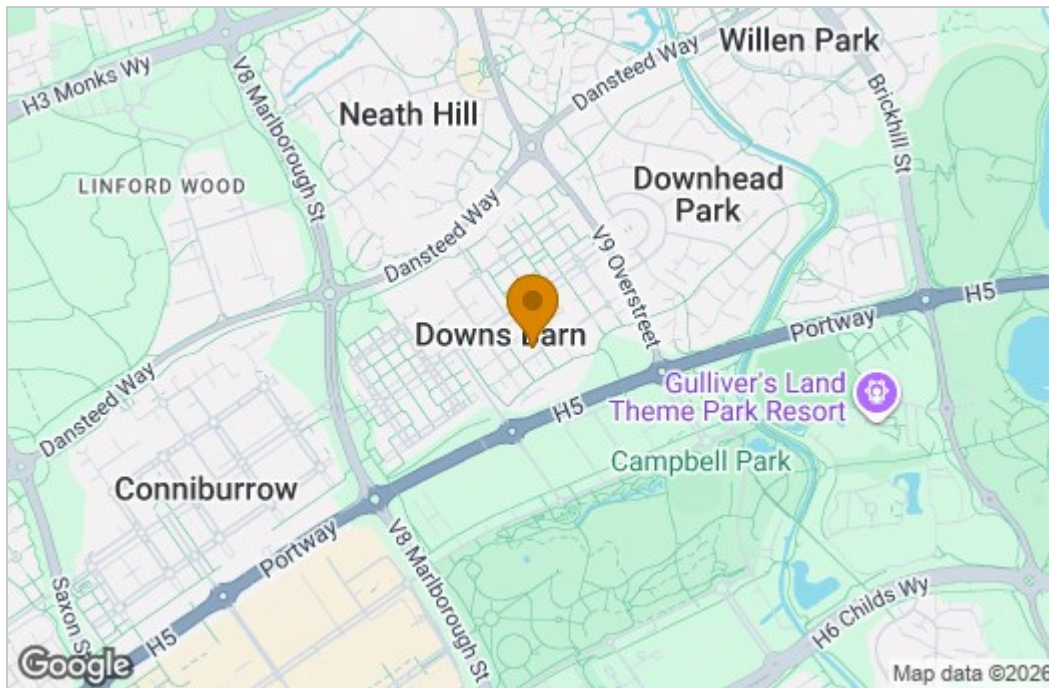 Willen Park
H3 Monks Wy
V8 Marlborough St
Dansteed Way
Brickhill St
Neath Hill
LINFORD WOOD
Downhead
Park
Dansteed Way
V9 Overstreet
H5
Portway
Downs Barn
Gulliver's Land
Theme Park Resort
H5
Dansteed Way
Campbell Park
Conniburrow
Portway
V8 Marlborough St
Saxon St
H6 Childs Wy
H5
Google
Map data ©2026